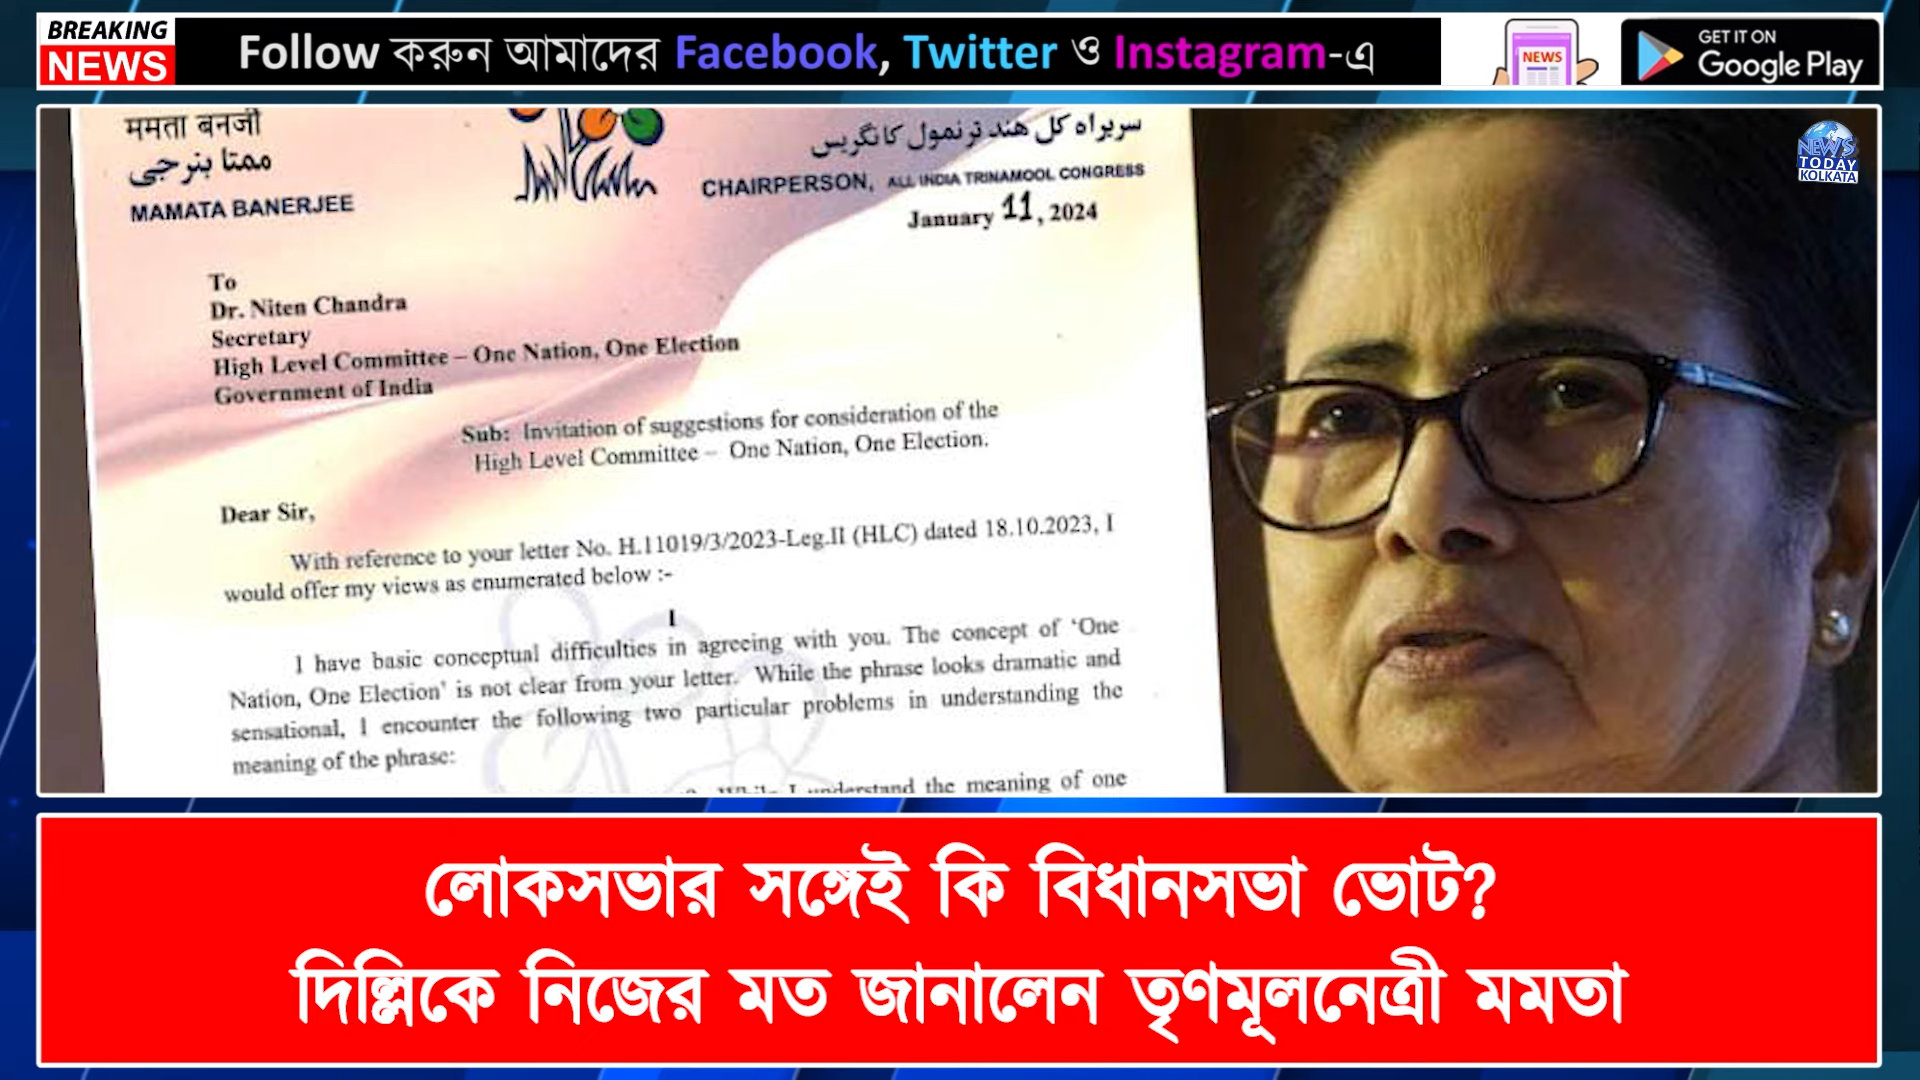 BREAKING
NEWS
Follow করুন আমাদের Facebook, Twitter ও Instagram-এ
NEWS
GET IT ON
Google Play
ममता बनर्जी
ممتا بنرجی
MAMATA BANERJEE
سربراہ کل ھند ترنمول کانگریس
CHAIRPERSON, ALL INDIA TRINAMOOL CONGRESS
January 11, 2024
NEWS
TODAY
KOLKATA
To
Dr. Niten Chandra
Secretary
High Level Committee – One Nation, One Election
Government of India
Sub: Invitation of suggestions for consideration of the
High Level Committee – One Nation, One Election.
Dear Sir,
With reference to your letter No. H.11019/3/2023-Leg.II (HLC) dated 18.10.2023, I
would offer my views as enumerated below :-
I
I have basic conceptual difficulties in agreeing with you. The concept of ‘One
Nation, One Election’ is not clear from your letter. While the phrase looks dramatic and
sensational, I encounter the following two particular problems in understanding the
meaning of the phrase:
While I understand the meaning of one
লোকসভার সঙ্গেই কি বিধানসভা ভোট?
দিল্লিকে নিজের মত জানালেন তৃণমূলনেত্রী মমতা